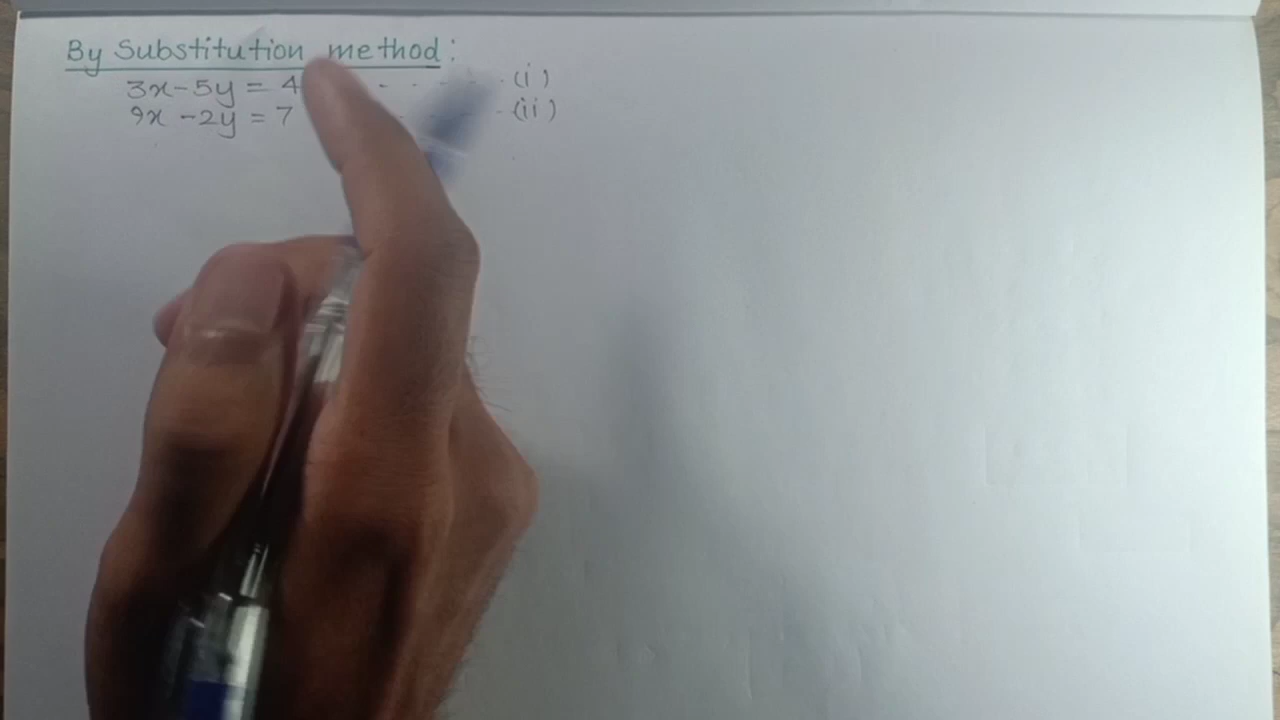 By Substitution method:
3x-5y = 4 - - - - - (i)
9x -2y = 7 - - - (ii)